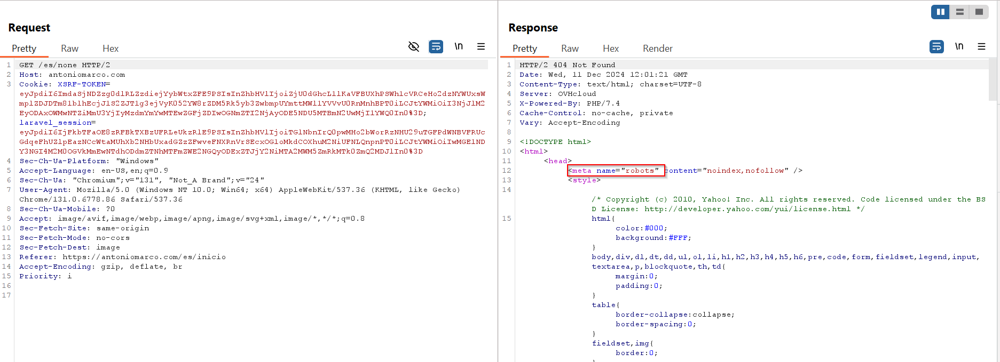 Request
Pretty Raw Hex \n
1 GET /es/none HTTP/2
2 Host: antoniomarco.com
3 Cookie: XSRF-TOKEN=
4 Sec-Ch-Ua-Platform: "Windows"
5 Accept-Language: en-US,en;q=0.9
6 Sec-Ch-Ua: "Chromium";v="131", "Not_A Brand";v="24"
7 User-Agent: Mozilla/5.0 (Windows NT 10.0; Win64; x64) AppleWebKit/537.36 (KHTML, like Gecko)
Chrome/131.0.6778.86 Safari/537.36
8 Sec-Ch-Ua-Mobile: ?0
9 Accept: image/avif,image/webp,image/apng,image/svg+xml,image/*,*/*;q=0.8
10 Sec-Fetch-Site: same-origin
11 Sec-Fetch-Mode: no-cors
12 Sec-Fetch-Dest: image
13 Referer: https://antoniomarco.com/es/inicio
14 Accept-Encoding: gzip, deflate, br
15 Priority: i
16
17
laravel_session=
Response
Pretty Raw Hex Render \n
1 HTTP/2 404 Not Found
2 Date: Wed, 11 Dec 2024 12:01:21 GMT
3 Content-Type: text/html; charset=UTF-8
4 Server: OVHcloud
5 X-Powered-By: PHP/7.4
6 Cache-Control: no-cache, private
7 Vary: Accept-Encoding
8
9 <!DOCTYPE html>
10 <html>
11 <head>
12 <meta name="robots" content="noindex,nofollow" />
13 <style>
14
/* Copyright (c) 2010, Yahoo! Inc. All rights reserved. Code licensed under the BS
D License: http://developer.yahoo.com/yui/license.html */
15 html{
color:#000;
background:#FFF;
}
body,div,dl,dt,dd,ul,ol,li,h1,h2,h3,h4,h5,h6,pre,code,form,fieldset,legend,input,
textarea,p,blockquote,th,td{
margin:0;
padding:0;
}
table{
border-collapse:collapse;
border-spacing:0;
}
fieldset,img{
border:0;